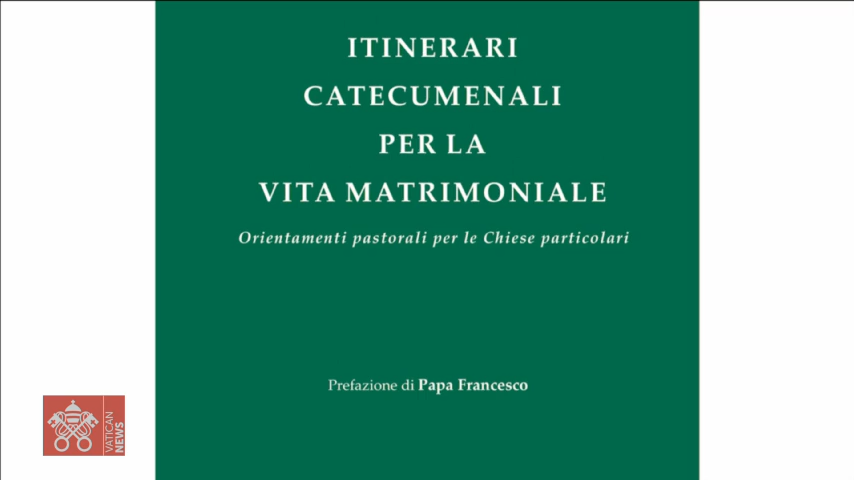 ITINERARI
CATECUMENALI
PER LA
VITA MATRIMONIALE
Orientamenti pastorali per le Chiese particolari
Prefazione di Papa Francesco
VATICAN
NEWS